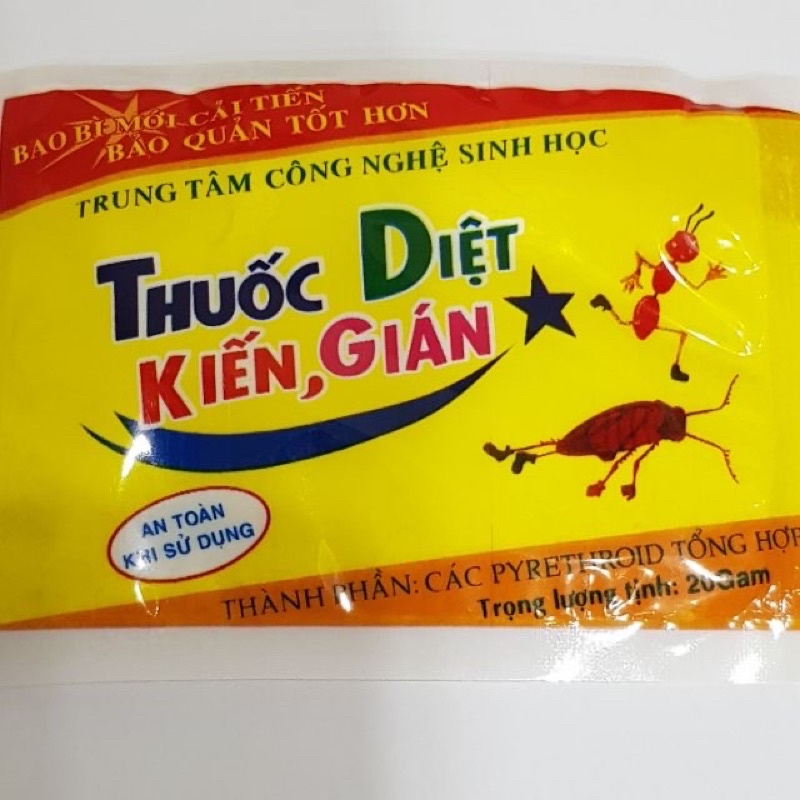 BAO BÌ MỚI CẢI TIẾN
BẢO QUẢN TỐT HƠN
TRUNG TÂM CÔNG NGHỆ SINH HỌC
THUỐC DIỆT
KIẾN, GIÁN
AN TOÀN
KHI SỬ DỤNG
THÀNH PHẦN: CÁC PYRETHROID TỔNG HỢP
Trọng lượng tịnh: 20Gam